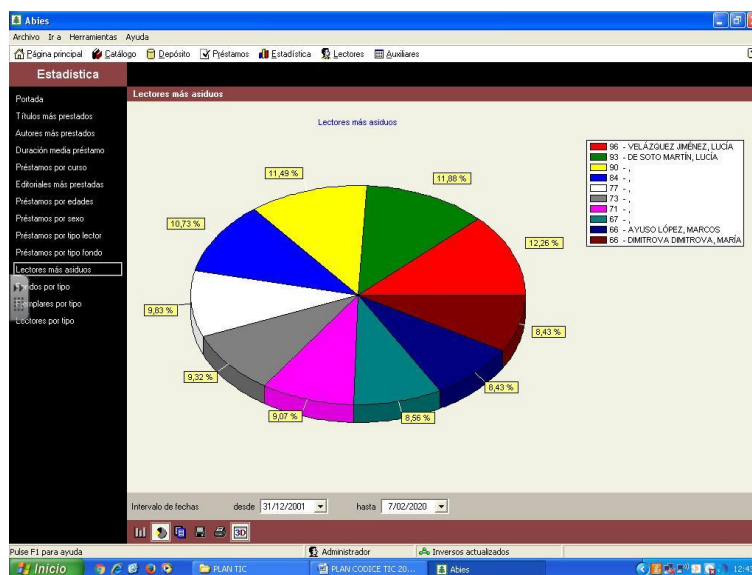 Abies
Archivo Ir a Herramientas Ayuda
Página principal Catálogo Depósito Préstamos Estadística Lectores Auxiliares
Estadística
Portada
Títulos más prestados
Autores más prestados
Duración media préstamo
Préstamos por curso
Editoriales más prestadas
Préstamos por edades
Préstamos por sexo
Préstamos por tipo lector
Préstamos por tipo fondo
Lectores más asiduos
por tipo
Ejemplares por tipo
Lectores por tipo
Lectores más asiduos
Lectores más asiduos
11,49 %
11,88 %
10,73 %
12,26 %
9,83 %
8,43 %
9,32 %
8,43 %
9,07 %
8,56 %
96 - VELÁZQUEZ JIMÉNEZ, LUCÍA
93 - DE SOTO MARTÍN, LUCÍA
90 - ,
84 - ,
77 - ,
73 - ,
71 - ,
67 - ,
66 - AYUSO LÓPEZ, MARCOS
66 - DIMITROVA DIMITROVA, MARÍA
Intervalo de fechas desde 31/12/2001 hasta 7/02/2020
3D
Pulse F1 para ayuda Administrador Inversos actualizados
Inicio PLAN TIC PLAN CODICE TIC 20... Abies